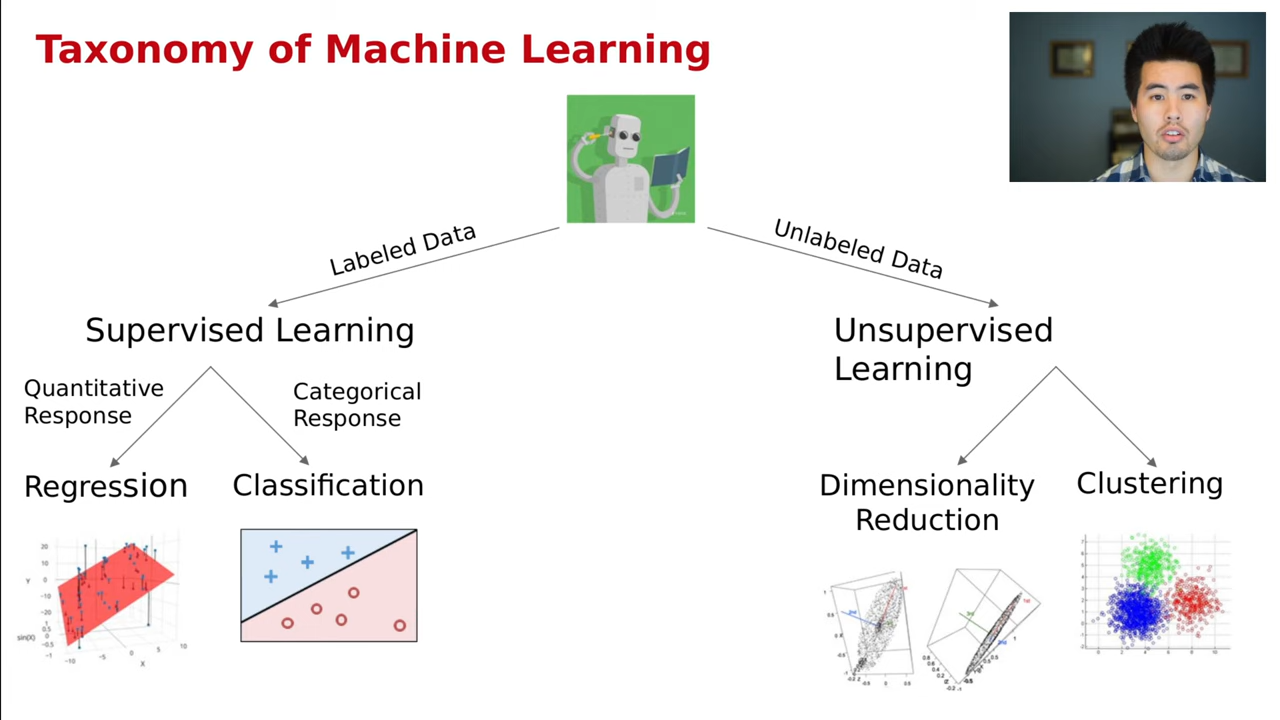 Taxonomy of Machine Learning
Labeled Data
Unlabeled Data
Supervised Learning
Unsupervised
Learning
Quantitative
Response
Categorical
Response
Regression
Classification
Dimensionality
Reduction
Clustering